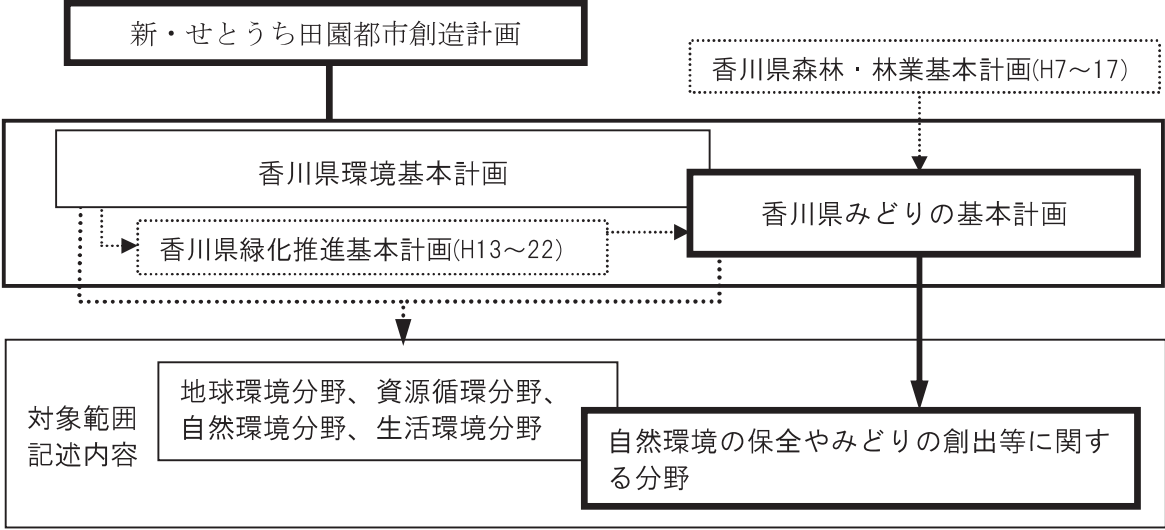 新・せとうち田園都市創造計画
香川県森林・林業基本計画(H7～17)
香川県環境基本計画
香川県みどりの基本計画
香川県緑化推進基本計画(H13～22)
対象範囲
記述内容
地球環境分野、資源循環分野、
自然環境分野、生活環境分野
自然環境の保全やみどりの創出等に関す
る分野